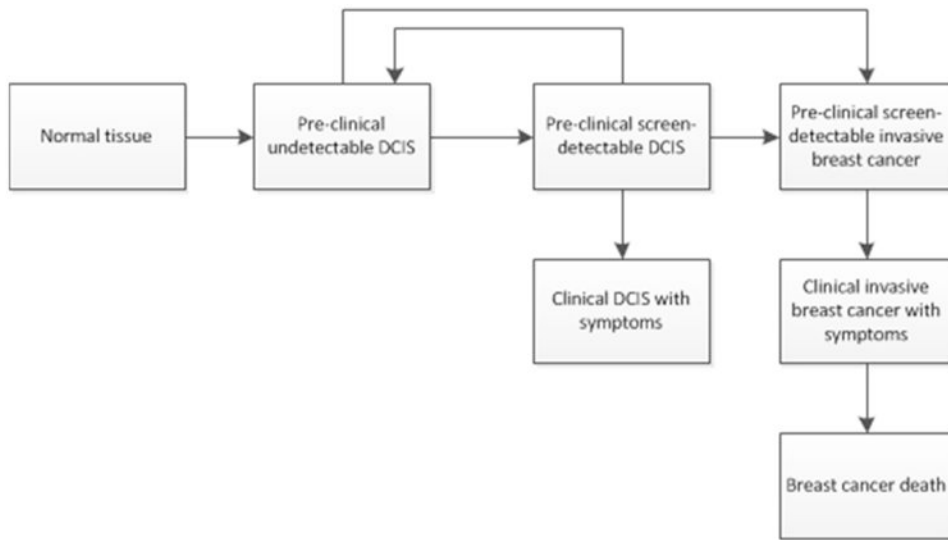 Normal tissue
Pre-clinical
undetectable DCIS
Pre-clinical screen-
detectable DCIS
Pre-clinical screen-
detectable invasive
breast cancer
Clinical DCIS with
symptoms
Clinical invasive
breast cancer with
symptoms
Breast cancer death